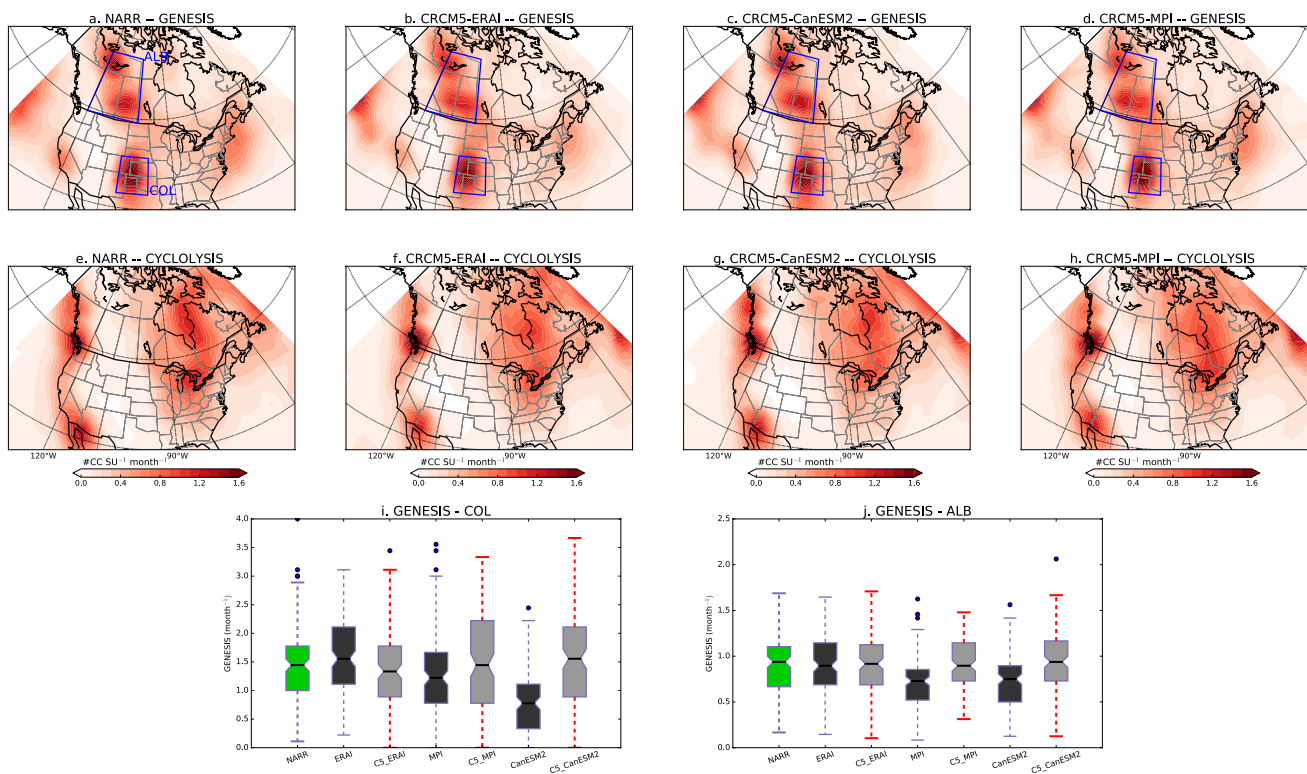 a. NARR – GENESIS
b. CRCM5-ERAI -- GENESIS
c. CRCM5-CanESM2 – GENESIS
d. CRCM5-MPI -- GENESIS
ALB
COL
e. NARR -- CYCLOLYSIS
f. CRCM5-ERAI -- CYCLOLYSIS
g. CRCM5-CanESM2 -- CYCLOLYSIS
h. CRCM5-MPI – CYCLOLYSIS
120°W 90°W
120°W 90°W
120°W 90°W
120°W 90°W
#CC SU⁻¹ month⁻¹
#CC SU⁻¹ month⁻¹
#CC SU⁻¹ month⁻¹
#CC SU⁻¹ month⁻¹
0.0 0.4 0.8 1.2 1.6
0.0 0.4 0.8 1.2 1.6
0.0 0.4 0.8 1.2 1.6
0.0 0.4 0.8 1.2 1.6
i. GENESIS - COL
GENESIS (month⁻¹)
4.0
3.5
3.0
2.5
2.0
1.5
1.0
0.5
0.0
NARR ERAI C5_ERAI MPI C5_MPI CanESM2 C5_CanESM2
j. GENESIS - ALB
GENESIS (month⁻¹)
2.5
2.0
1.5
1.0
0.5
0.0
NARR ERAI C5_ERAI MPI C5_MPI CanESM2 C5_CanESM2